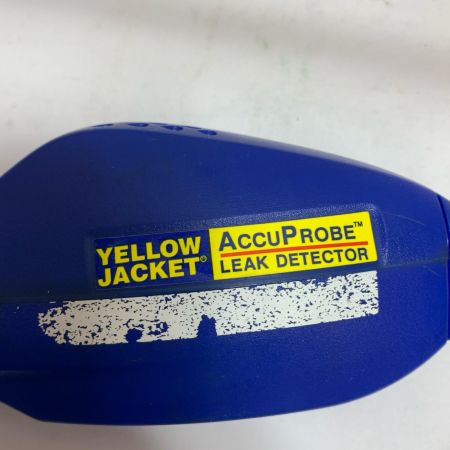 YELLOW
JACKET®
ACCUPROBE™
LEAK DETECTOR